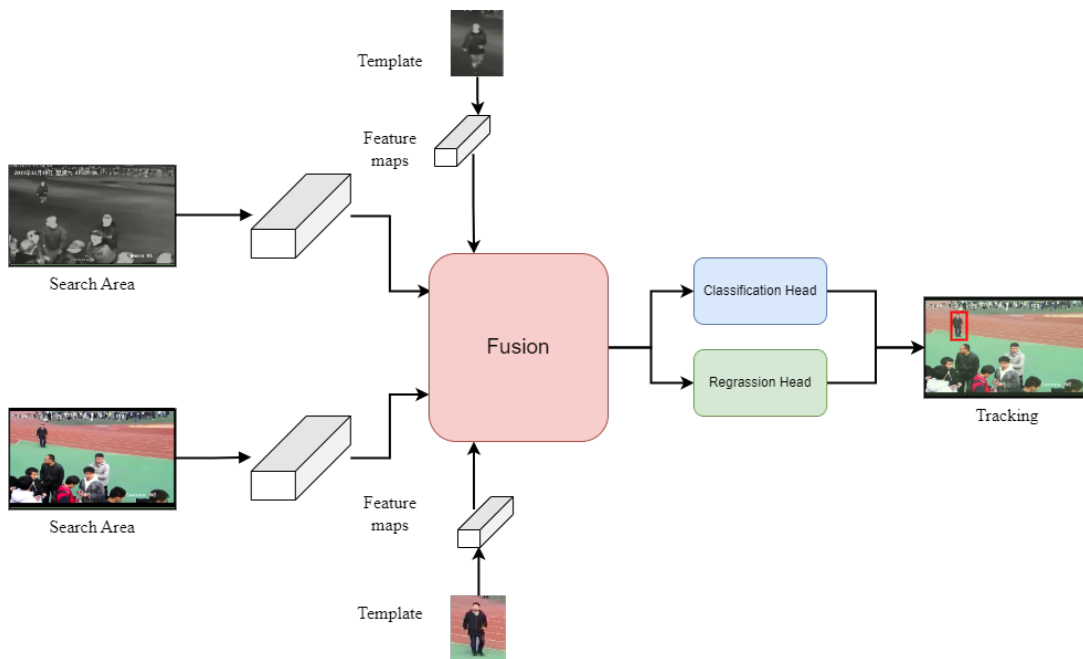 Template
Feature
maps
Search Area
Classification Head
Fusion
Regrassion Head
Tracking
Search Area
Feature
maps
Template